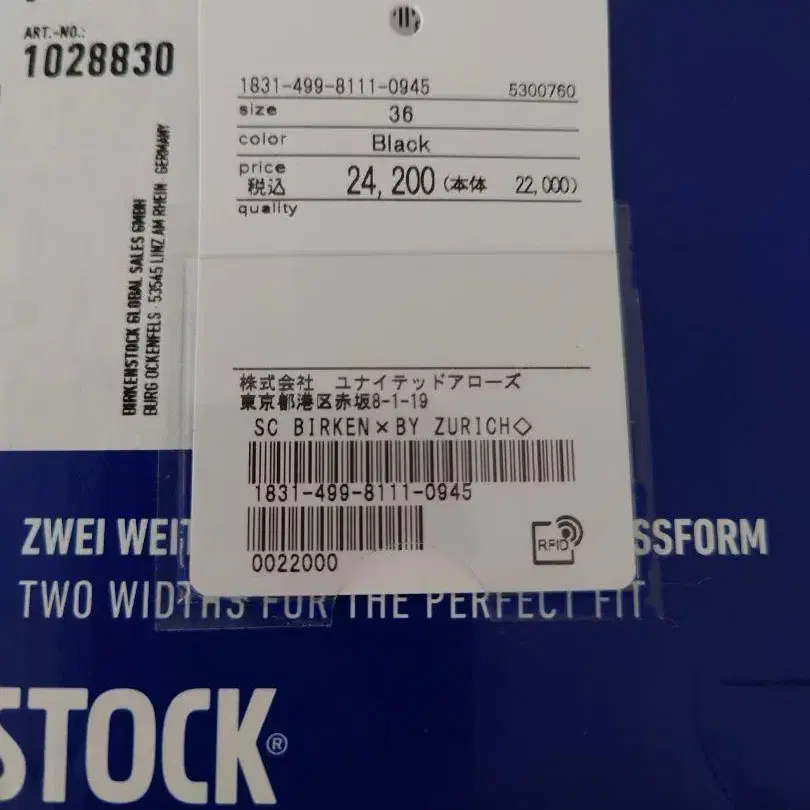 ART.-NO.:
1028830
BIRKENSTOCK GLOBAL SALES GMBH
BURG OCKENFELS · 53545 LINZ AM RHEIN · GERMANY
1831-499-8111-0945 5300760
size 36
color Black
price
税込 24,200 (本体 22,000)
quality
株式会社 ユナイテッドアローズ
東京都港区赤坂8-1-19
SC BIRKEN×BY ZURICH◇
1831-499-8111-0945
0022000
RFID
ZWEI WEIT SSFORM
TWO WIDTHS FOR THE PERFECT FIT
STOCK®